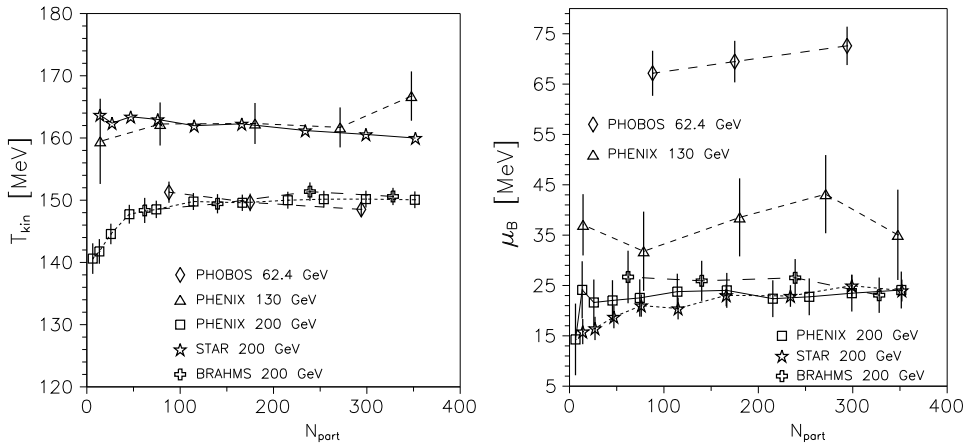 180
170
160
150
140
130
120
T_kin [MeV]
PHOBOS 62.4 GeV
PHENIX 130 GeV
PHENIX 200 GeV
STAR 200 GeV
BRAHMS 200 GeV
0 100 200 300 400
N_part
85
75
65
55
45
35
25
15
5
μ_B [MeV]
PHOBOS 62.4 GeV
PHENIX 130 GeV
PHENIX 200 GeV
STAR 200 GeV
BRAHMS 200 GeV
0 100 200 300 400
N_part